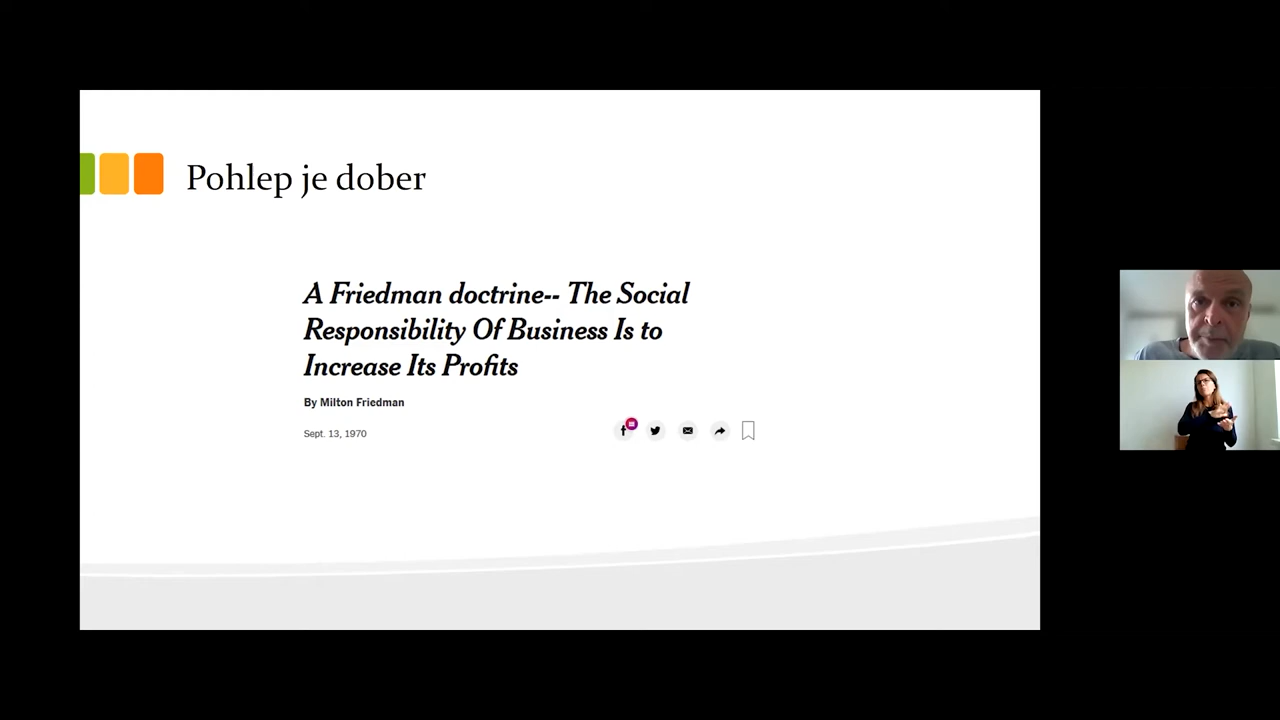 Pohlep je dober
A Friedman doctrine-- The Social
Responsibility Of Business Is to
Increase Its Profits
By Milton Friedman
Sept. 13, 1970